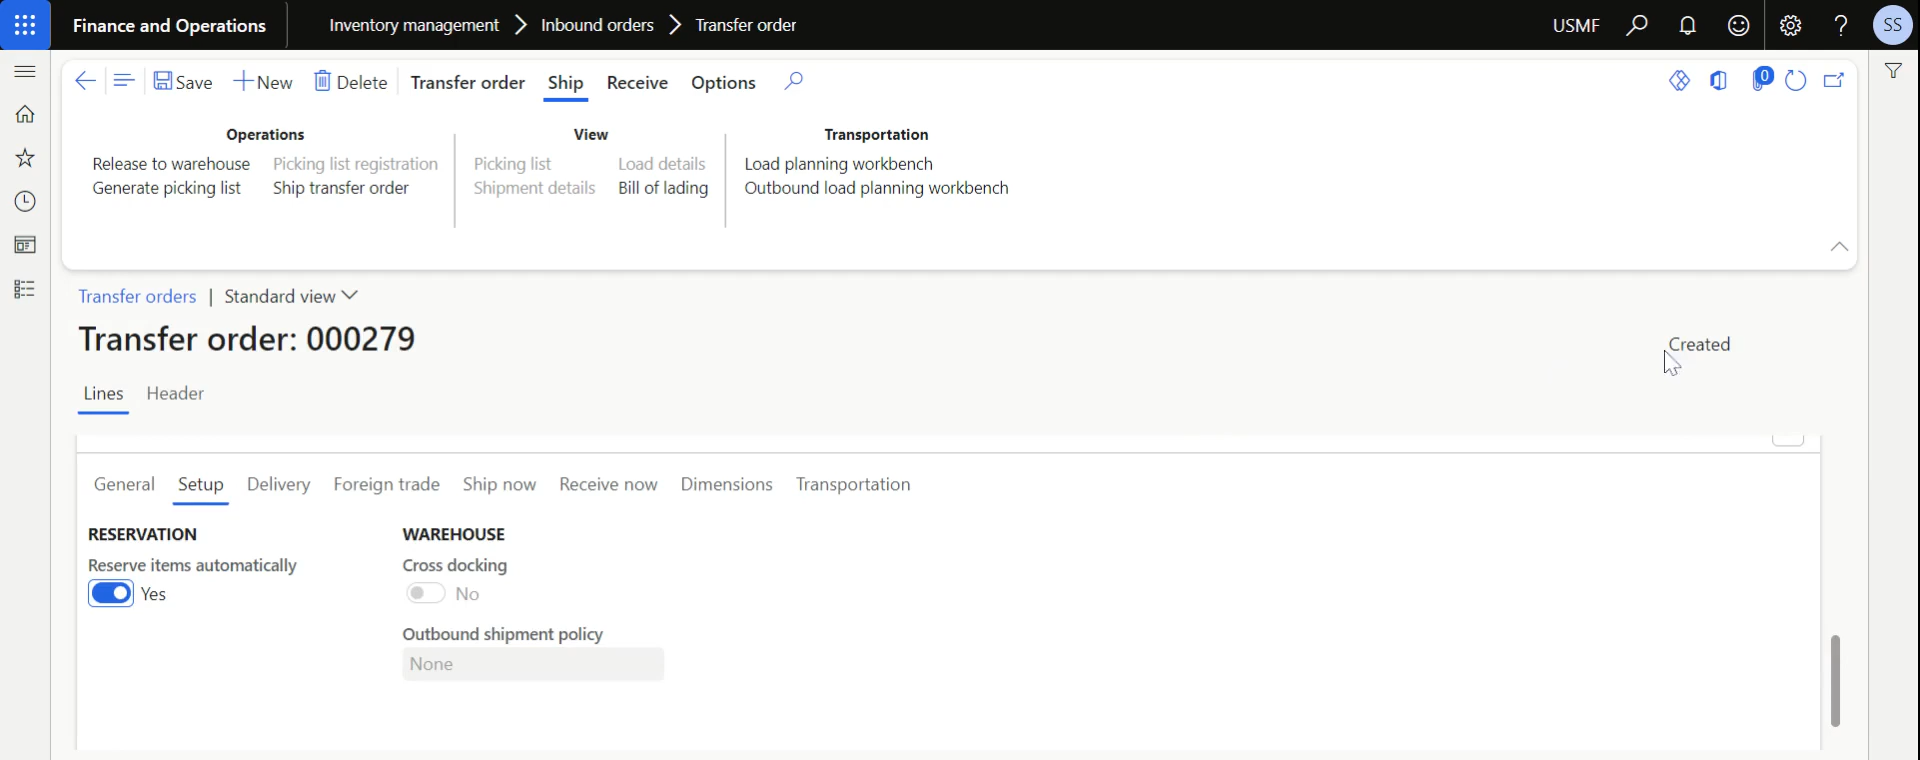 Finance and Operations
Inventory management > Inbound orders > Transfer order
USMF
SS
Save
New
Delete
Transfer order
Ship
Receive
Options
0
Operations
Release to warehouse
Picking list registration
Generate picking list
Ship transfer order
View
Picking list
Load details
Shipment details
Bill of lading
Transportation
Load planning workbench
Outbound load planning workbench
Transfer orders | Standard view
Transfer order: 000279
Created
Lines
Header
General
Setup
Delivery
Foreign trade
Ship now
Receive now
Dimensions
Transportation
RESERVATION
Reserve items automatically
Yes
WAREHOUSE
Cross docking
No
Outbound shipment policy
None